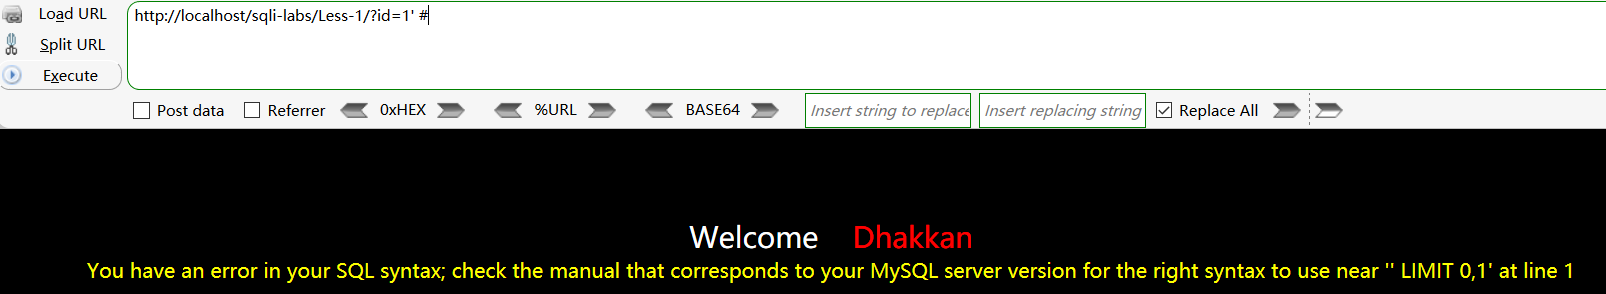 Load URL
http://localhost/sqli-labs/Less-1/?id=1' #
Split URL
Execute
Post data Referrer 0xHEX %URL BASE64 Insert string to replace Insert replacing string Replace All
Welcome Dhakkan
You have an error in your SQL syntax; check the manual that corresponds to your MySQL server version for the right syntax to use near '' LIMIT 0,1' at line 1